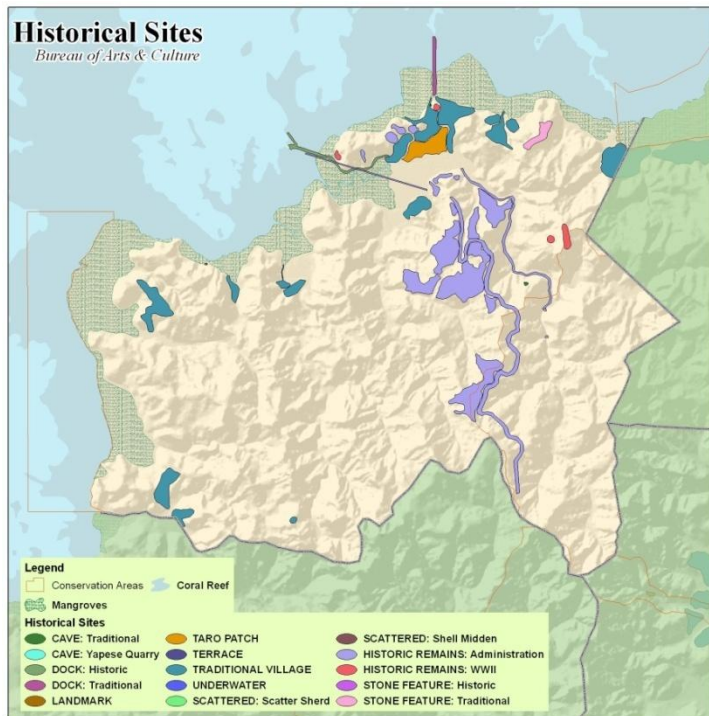 Historical Sites
Bureau of Arts & Culture
Legend
Conservation Areas
Coral Reef
Mangroves
Historical Sites
CAVE: Traditional
CAVE: Yapese Quarry
DOCK: Historic
DOCK: Traditional
LANDMARK
TARO PATCH
TERRACE
TRADITIONAL VILLAGE
UNDERWATER
SCATTERED: Scatter Sherd
SCATTERED: Shell Midden
HISTORIC REMAINS: Administration
HISTORIC REMAINS: WWII
STONE FEATURE: Historic
STONE FEATURE: Traditional